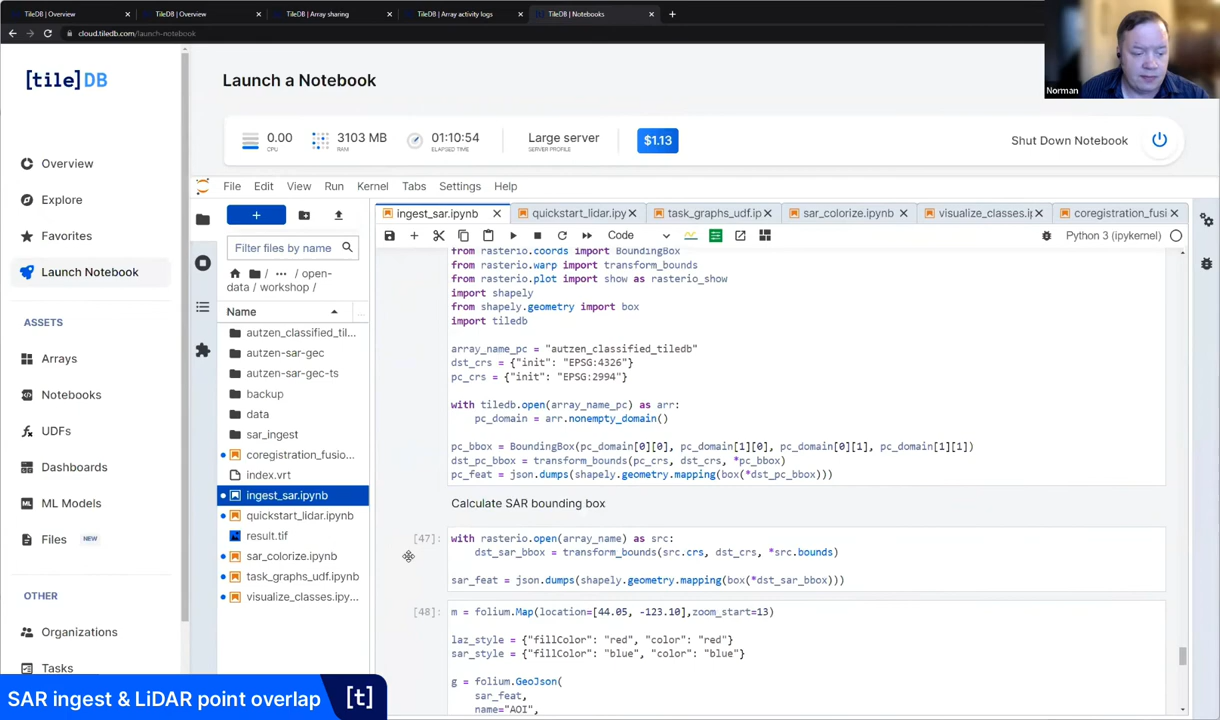 TileDB | Overview
TileDB | Overview
TileDB | Array sharing
TileDB | Array activity logs
TileDB | Notebooks
cloud.tiledb.com/launch-notebook
[tile]DB
Launch a Notebook
Norman
0.00
CPU
3103 MB
RAM
01:10:54
ELAPSED TIME
Large server
SERVER PROFILE
$1.13
Shut Down Notebook
Overview
Explore
Favorites
Launch Notebook
ASSETS
Arrays
Notebooks
UDFs
Dashboards
ML Models
Files NEW
OTHER
Organizations
Tasks
File Edit View Run Kernel Tabs Settings Help
Filter files by name
/ ··· / open-
data / workshop /
Name
autzen_classified_til...
autzen-sar-gec
autzen-sar-gec-ts
backup
data
sar_ingest
coregistration_fusio...
index.vrt
ingest_sar.ipynb
quickstart_lidar.ipynb
result.tif
sar_colorize.ipynb
task_graphs_udf.ipynb
visualize_classes.ipy...
ingest_sar.ipynb
quickstart_lidar.ipy
task_graphs_udf.ip
sar_colorize.ipynb
visualize_classes.ip
coregistration_fusi
Code
Python 3 (ipykernel)
from rasterio.coords import BoundingBox
from rasterio.warp import transform_bounds
from rasterio.plot import show as rasterio_show
import shapely
from shapely.geometry import box
import tiledb
array_name_pc = "autzen_classified_tiledb"
dst_crs = {"init": "EPSG:4326"}
pc_crs = {"init": "EPSG:2994"}
with tiledb.open(array_name_pc) as arr:
pc_domain = arr.nonempty_domain()
pc_bbox = BoundingBox(pc_domain[0][0], pc_domain[1][0], pc_domain[0][1], pc_domain[1][1])
dst_pc_bbox = transform_bounds(pc_crs, dst_crs, *pc_bbox)
pc_feat = json.dumps(shapely.geometry.mapping(box(*dst_pc_bbox)))
Calculate SAR bounding box
[47]: with rasterio.open(array_name) as src:
dst_sar_bbox = transform_bounds(src.crs, dst_crs, *src.bounds)
sar_feat = json.dumps(shapely.geometry.mapping(box(*dst_sar_bbox)))
[48]: m = folium.Map(location=[44.05, -123.10],zoom_start=13)
laz_style = {"fillColor": "red", "color": "red"}
sar_style = {"fillColor": "blue", "color": "blue"}
g = folium.GeoJson(
sar_feat,
name="AOI",
SAR ingest & LiDAR point overlap
[t]